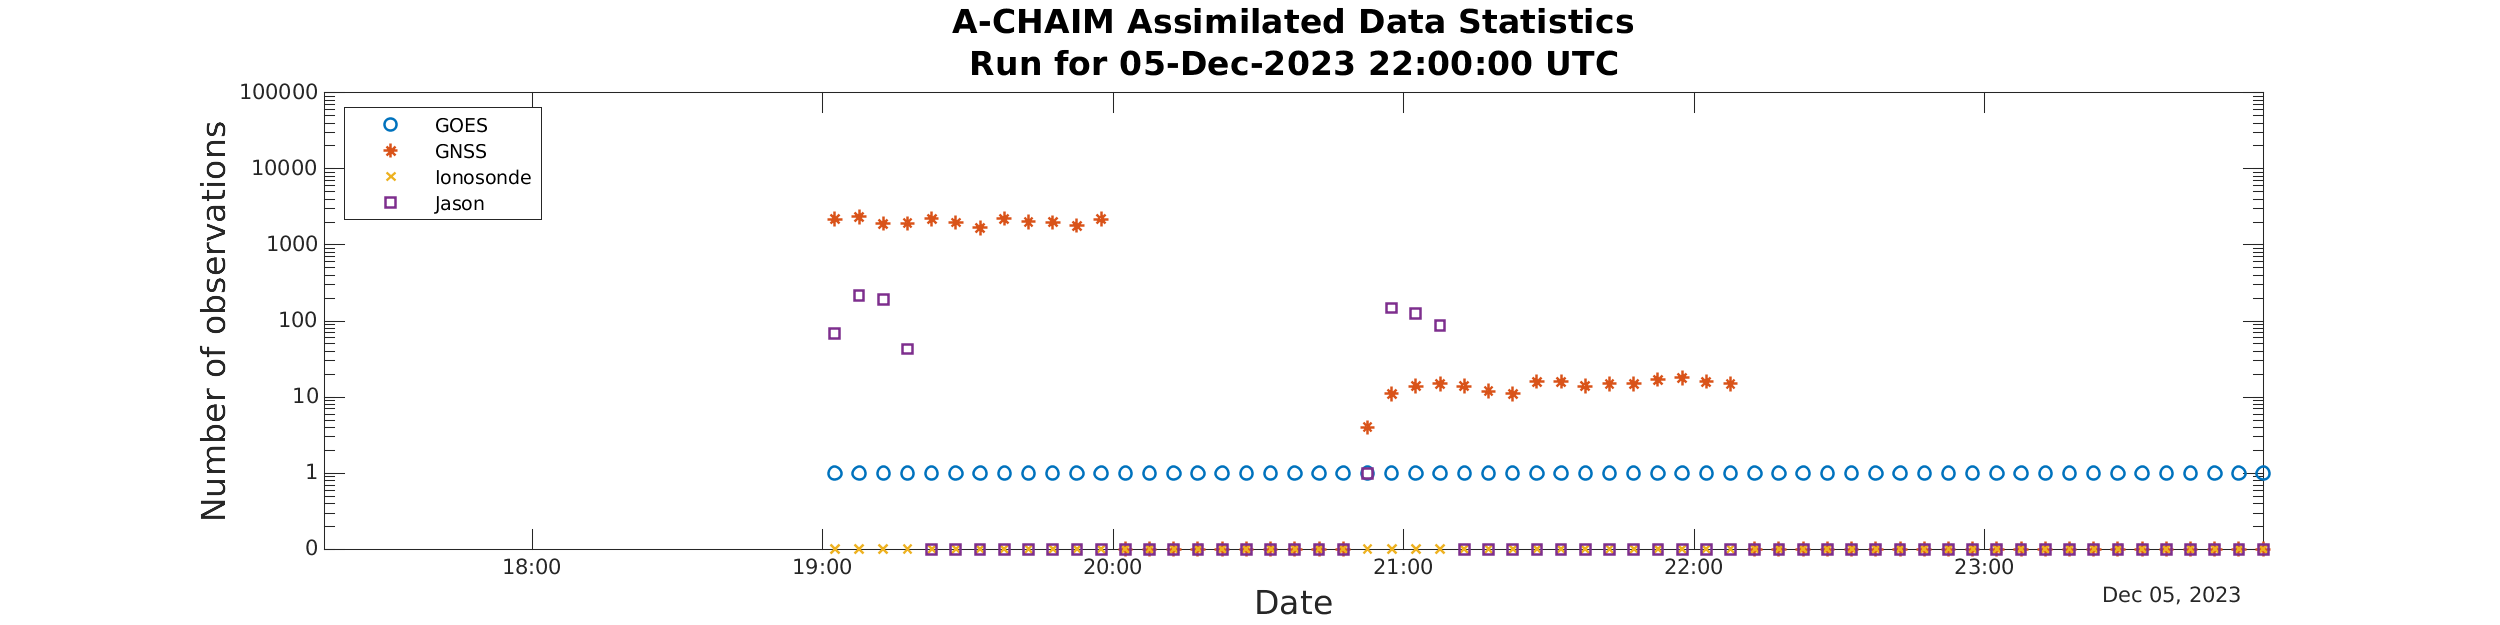 A-CHAIM Assimilated Data Statistics
Run for 05-Dec-2023 22:00:00 UTC
Number of observations
100000
10000
1000
100
10
1
0
GOES
GNSS
Ionosonde
Jason
18:00
19:00
20:00
21:00
22:00
23:00
Dec 05, 2023
Date